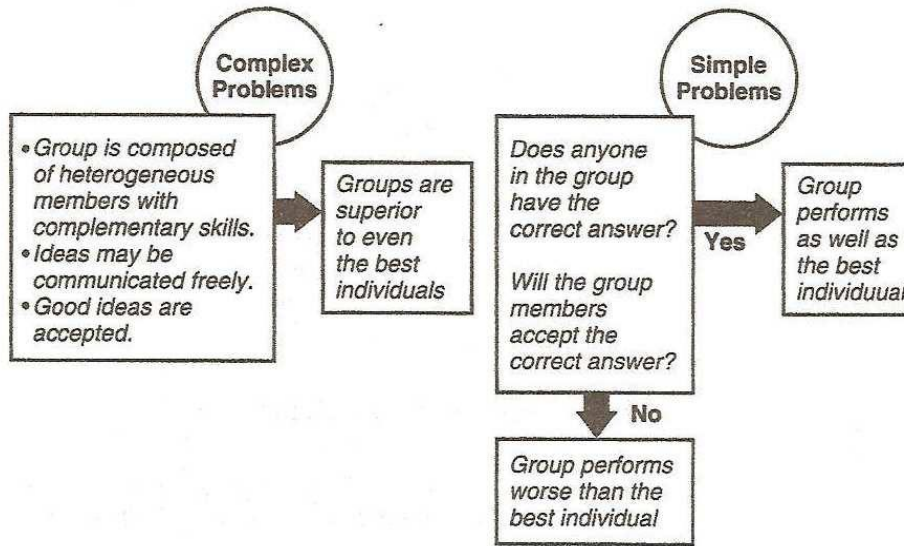 Complex
Problems
• Group is composed
of heterogeneous
members with
complementary skills.
• Ideas may be
communicated freely.
• Good ideas are
accepted.
Groups are
superior
to even
the best
individuals
Simple
Problems
Does anyone
in the group
have the
correct answer?
Will the group
members
accept the
correct answer?
Yes
Group
performs
as well as
the best
individuual
No
Group performs
worse than the
best individual